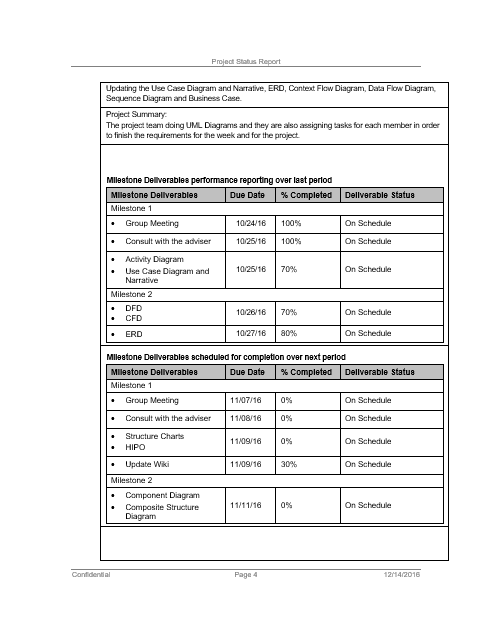 Project Status Report
Updating the Use Case Diagram and Narrative, ERD, Context Flow Diagram, Data Flow Diagram,
Sequence Diagram and Business Case.
Project Summary:
The project team doing UML Diagrams and they are also assigning tasks for each member in order
to finish the requirements for the week and for the project.
Milestone Deliverables performance reporting over last period
Milestone Deliverables Due Date % Completed Deliverable Status
Milestone 1
• Group Meeting 10/24/16 100% On Schedule
• Consult with the adviser 10/25/16 100% On Schedule
• Activity Diagram
• Use Case Diagram and
Narrative 10/25/16 70% On Schedule
Milestone 2
• DFD
• CFD 10/26/16 70% On Schedule
• ERD 10/27/16 80% On Schedule
Milestone Deliverables scheduled for completion over next period
Milestone Deliverables Due Date % Completed Deliverable Status
Milestone 1
• Group Meeting 11/07/16 0% On Schedule
• Consult with the adviser 11/08/16 0% On Schedule
• Structure Charts
• HIPO 11/09/16 0% On Schedule
• Update Wiki 11/09/16 30% On Schedule
Milestone 2
• Component Diagram
• Composite Structure
Diagram 11/11/16 0% On Schedule
Confidential Page 4 12/14/2016